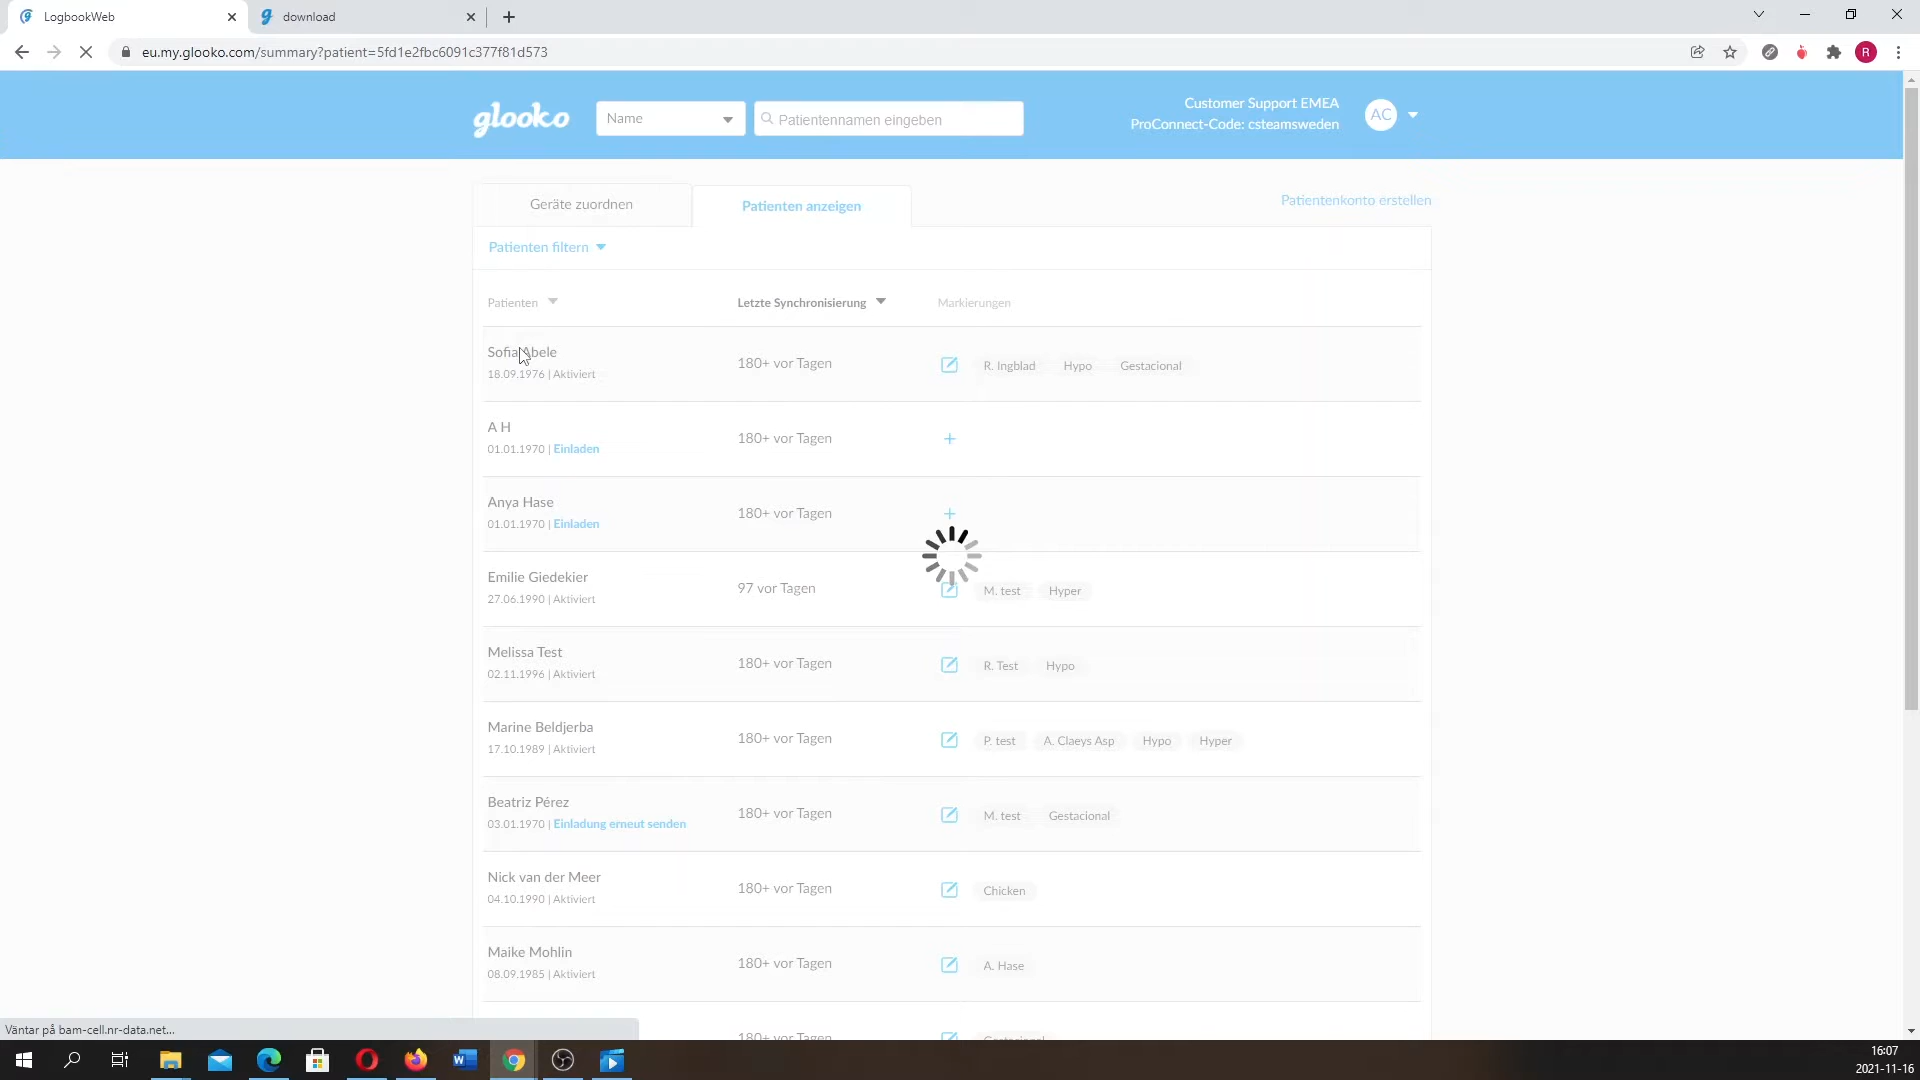 LogbookWeb
download
eu.my.glooko.com/summary?patient=5fd1e2fbc6091c377f81d573
R
glooko
Name
Patientennamen eingeben
Customer Support EMEA
ProConnect-Code: csteamsweden
AC
Geräte zuordnen
Patienten anzeigen
Patientenkonto erstellen
Patienten filtern
Patienten
Letzte Synchronisierung
Markierungen
Sofia Abele
18.09.1976 | Aktiviert
180+ vor Tagen
R. Ingblad
Hypo
Gestacional
A H
01.01.1970 | Einladen
180+ vor Tagen
+
Anya Hase
01.01.1970 | Einladen
180+ vor Tagen
+
Emilie Giedekier
27.06.1990 | Aktiviert
97 vor Tagen
M. test
Hyper
Melissa Test
02.11.1996 | Aktiviert
180+ vor Tagen
R. Test
Hypo
Marine Beldjerba
17.10.1989 | Aktiviert
180+ vor Tagen
P. test
A. Claeys Asp
Hypo
Hyper
Beatriz Pérez
03.01.1970 | Einladung erneut senden
180+ vor Tagen
M. test
Gestacional
Nick van der Meer
04.10.1990 | Aktiviert
180+ vor Tagen
Chicken
Maike Mohlin
08.09.1985 | Aktiviert
180+ vor Tagen
A. Hase
180+ vor Tagen
Gestacional
Väntar på bam-cell.nr-data.net...
16:07
2021-11-16